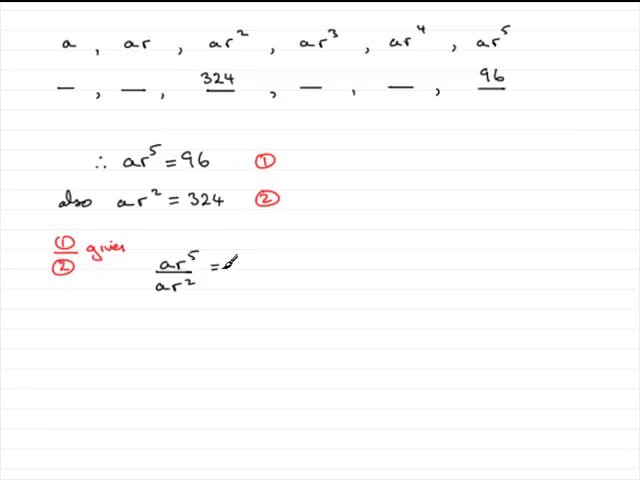 a , ar , ar² , ar³ , ar⁴ , ar⁵
_ , _ , 324 , _ , _ , 96
∴ ar⁵ = 96 ①
also ar² = 324 ②
①/② gives ar⁵/ar² =